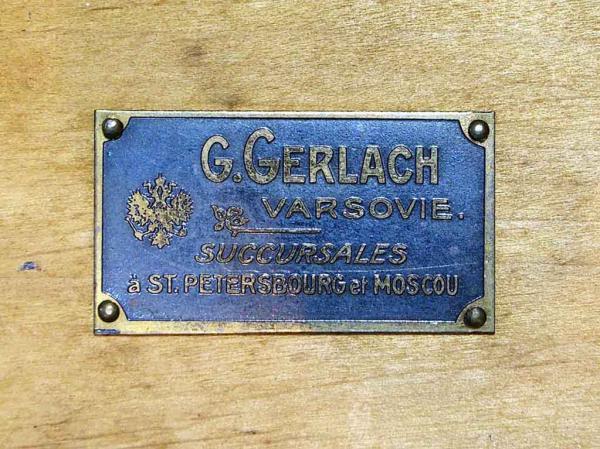 G. GERLACH
VARSOVIE.
SUCCURSALES
à ST. PETERSBOURG et MOSCOU